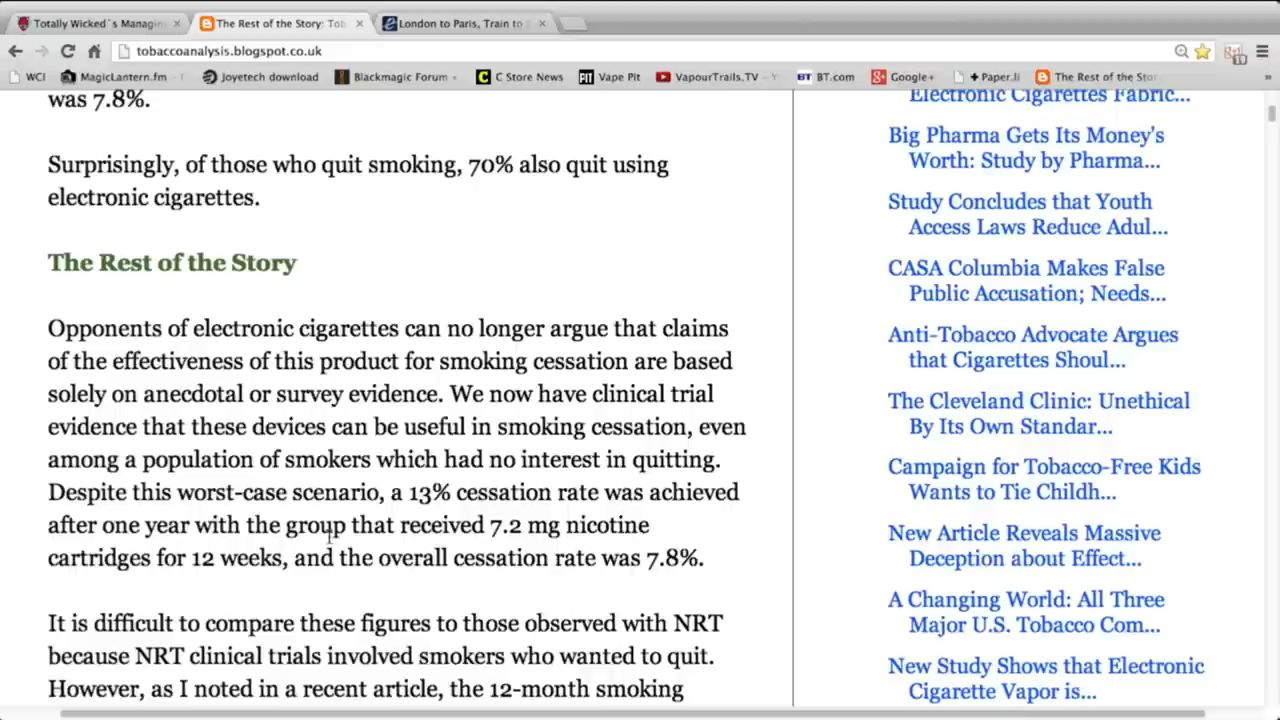 Totally Wicked`s Managin
The Rest of the Story: Tob
London to Paris, Train to
tobaccoanalysis.blogspot.co.uk
WCI
MagicLantern.fm
Joyetech download
Blackmagic Forum
C Store News
PIT Vape Pit
VapourTrails.TV
BT BT.com
Google+
+ Paper.li
The Rest of the Stor
»
was 7.8%.
Surprisingly, of those who quit smoking, 70% also quit using
electronic cigarettes.
The Rest of the Story
Opponents of electronic cigarettes can no longer argue that claims
of the effectiveness of this product for smoking cessation are based
solely on anecdotal or survey evidence. We now have clinical trial
evidence that these devices can be useful in smoking cessation, even
among a population of smokers which had no interest in quitting.
Despite this worst-case scenario, a 13% cessation rate was achieved
after one year with the group that received 7.2 mg nicotine
cartridges for 12 weeks, and the overall cessation rate was 7.8%.
It is difficult to compare these figures to those observed with NRT
because NRT clinical trials involved smokers who wanted to quit.
However, as I noted in a recent article, the 12-month smoking
Electronic Cigarettes Fabric...
Big Pharma Gets Its Money's
Worth: Study by Pharma...
Study Concludes that Youth
Access Laws Reduce Adul...
CASA Columbia Makes False
Public Accusation; Needs...
Anti-Tobacco Advocate Argues
that Cigarettes Shoul...
The Cleveland Clinic: Unethical
By Its Own Standar...
Campaign for Tobacco-Free Kids
Wants to Tie Childh...
New Article Reveals Massive
Deception about Effect...
A Changing World: All Three
Major U.S. Tobacco Com...
New Study Shows that Electronic
Cigarette Vapor is...